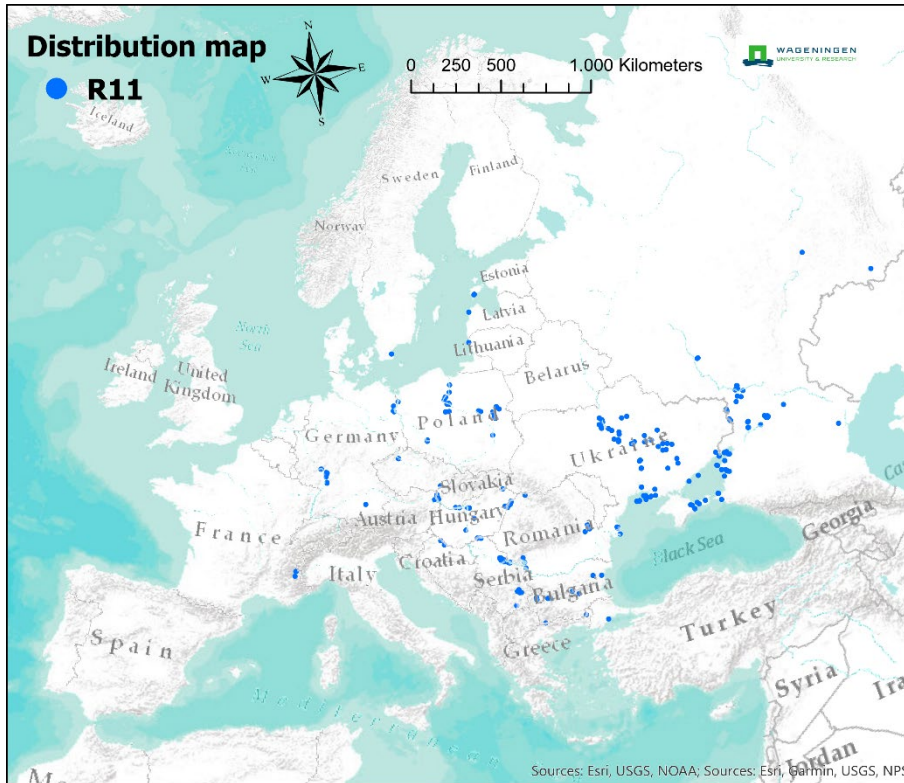 Distribution map
R11
N
W
E
S
0 250 500 1.000 Kilometers
WAGENINGEN
UNIVERSITY & RESEARCH
Iceland
Sweden
Finland
Norway
Estonia
Latvia
Lithuania
North
Sea
Ireland
United
Kingdom
Belarus
Poland
Germany
Ukraine
Slovakia
Austria
Hungary
France
Romania
Croatia
Italy
Serbia
Black Sea
Georgia
Bulgaria
Turkey
Greece
Spain
Syria
Ira
Mediterranean
Jordan
Sources: Esri, USGS, NOAA; Sources: Esri, Garmin, USGS, NPS